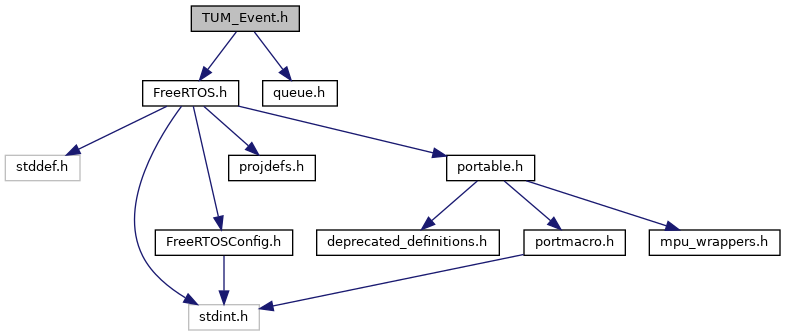 TUM_Event.h
FreeRTOS.h
queue.h
stddef.h
projdefs.h
portable.h
FreeRTOSConfig.h
deprecated_definitions.h
portmacro.h
mpu_wrappers.h
stdint.h